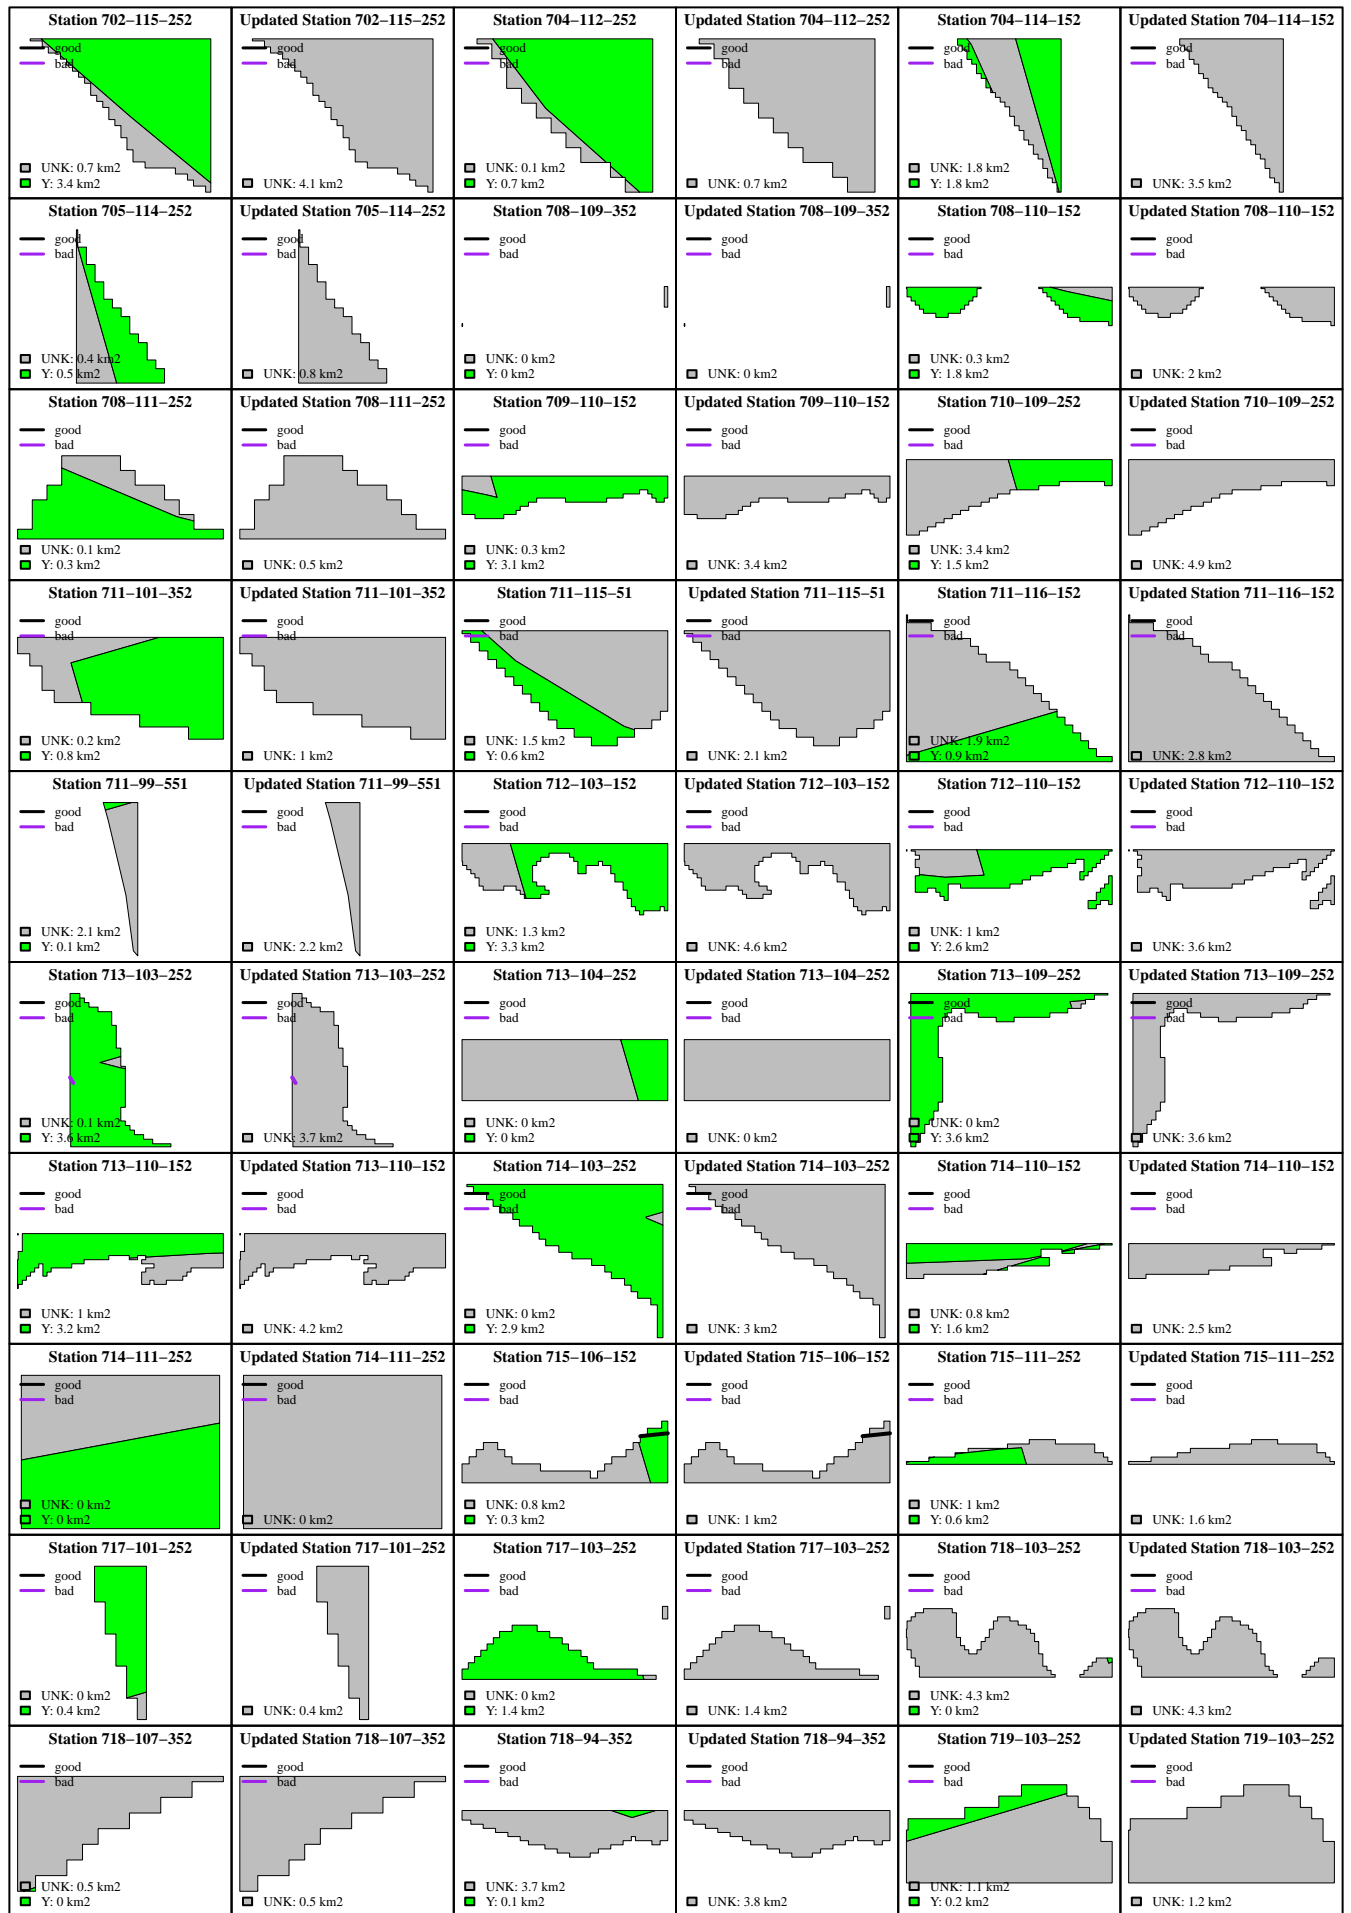 Station 702–115–252
good
bad
UNK: 0.7 km2
Y: 3.4 km2
Updated Station 702–115–252
good
bad
UNK: 4.1 km2
Station 704–112–252
good
bad
UNK: 0.1 km2
Y: 0.7 km2
Updated Station 704–112–252
good
bad
UNK: 0.7 km2
Station 704–114–152
good
bad
UNK: 1.8 km2
Y: 1.8 km2
Updated Station 704–114–152
good
bad
UNK: 3.5 km2
Station 705–114–252
good
bad
UNK: 0.4 km2
Y: 0.5 km2
Updated Station 705–114–252
good
bad
UNK: 0.8 km2
Station 708–109–352
good
bad
UNK: 0 km2
Y: 0 km2
Updated Station 708–109–352
good
bad
UNK: 0 km2
Station 708–110–152
good
bad
UNK: 0.3 km2
Y: 1.8 km2
Updated Station 708–110–152
good
bad
UNK: 2 km2
Station 708–111–252
good
bad
UNK: 0.1 km2
Y: 0.3 km2
Updated Station 708–111–252
good
bad
UNK: 0.5 km2
Station 709–110–152
good
bad
UNK: 0.3 km2
Y: 3.1 km2
Updated Station 709–110–152
good
bad
UNK: 3.4 km2
Station 710–109–252
good
bad
UNK: 3.4 km2
Y: 1.5 km2
Updated Station 710–109–252
good
bad
UNK: 4.9 km2
Station 711–101–352
good
bad
UNK: 0.2 km2
Y: 0.8 km2
Updated Station 711–101–352
good
bad
UNK: 1 km2
Station 711–115–51
good
bad
UNK: 1.5 km2
Y: 0.6 km2
Updated Station 711–115–51
good
bad
UNK: 2.1 km2
Station 711–116–152
good
bad
UNK: 1.9 km2
Y: 0.9 km2
Updated Station 711–116–152
good
bad
UNK: 2.8 km2
Station 711–99–551
good
bad
UNK: 2.1 km2
Y: 0.1 km2
Updated Station 711–99–551
good
bad
UNK: 2.2 km2
Station 712–103–152
good
bad
UNK: 1.3 km2
Y: 3.3 km2
Updated Station 712–103–152
good
bad
UNK: 4.6 km2
Station 712–110–152
good
bad
UNK: 1 km2
Y: 2.6 km2
Updated Station 712–110–152
good
bad
UNK: 3.6 km2
Station 713–103–252
good
bad
UNK: 0.1 km2
Y: 3.6 km2
Updated Station 713–103–252
good
bad
UNK: 3.7 km2
Station 713–104–252
good
bad
UNK: 0 km2
Y: 0 km2
Updated Station 713–104–252
good
bad
UNK: 0 km2
Station 713–109–252
good
bad
UNK: 0 km2
Y: 3.6 km2
Updated Station 713–109–252
good
bad
UNK: 3.6 km2
Station 713–110–152
good
bad
UNK: 1 km2
Y: 3.2 km2
Updated Station 713–110–152
good
bad
UNK: 4.2 km2
Station 714–103–252
good
bad
UNK: 0 km2
Y: 2.9 km2
Updated Station 714–103–252
good
bad
UNK: 3 km2
Station 714–110–152
good
bad
UNK: 0.8 km2
Y: 1.6 km2
Updated Station 714–110–152
good
bad
UNK: 2.5 km2
Station 714–111–252
good
bad
UNK: 0 km2
Y: 0 km2
Updated Station 714–111–252
good
bad
UNK: 0 km2
Station 715–106–152
good
bad
UNK: 0.8 km2
Y: 0.3 km2
Updated Station 715–106–152
good
bad
UNK: 1 km2
Station 715–111–252
good
bad
UNK: 1 km2
Y: 0.6 km2
Updated Station 715–111–252
good
bad
UNK: 1.6 km2
Station 717–101–252
good
bad
UNK: 0 km2
Y: 0.4 km2
Updated Station 717–101–252
good
bad
UNK: 0.4 km2
Station 717–103–252
good
bad
UNK: 0 km2
Y: 1.4 km2
Updated Station 717–103–252
good
bad
UNK: 1.4 km2
Station 718–103–252
good
bad
UNK: 4.3 km2
Y: 0 km2
Updated Station 718–103–252
good
bad
UNK: 4.3 km2
Station 718–107–352
good
bad
UNK: 0.5 km2
Y: 0 km2
Updated Station 718–107–352
good
bad
UNK: 0.5 km2
Station 718–94–352
good
bad
UNK: 3.7 km2
Y: 0.1 km2
Updated Station 718–94–352
good
bad
UNK: 3.8 km2
Station 719–103–252
good
bad
UNK: 1.1 km2
Y: 0.2 km2
Updated Station 719–103–252
good
bad
UNK: 1.2 km2